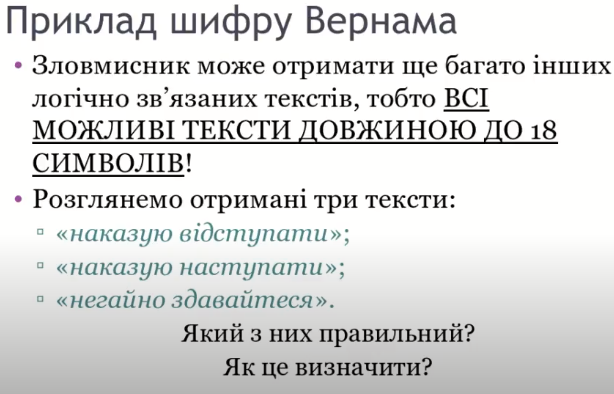 Приклад шифру Вернама
• Зловмисник може отримати ще багато інших
логічно зв’язаних текстів, тобто ВСІ
МОЖЛИВІ ТЕКСТИ ДОВЖИНОЮ ДО 18
СИМВОЛІВ!
• Розглянемо отримані три тексти:
▫ «наказую відступати»;
▫ «наказую наступати»;
▫ «негайно здавайтеся».
Який з них правильний?
Як це визначити?